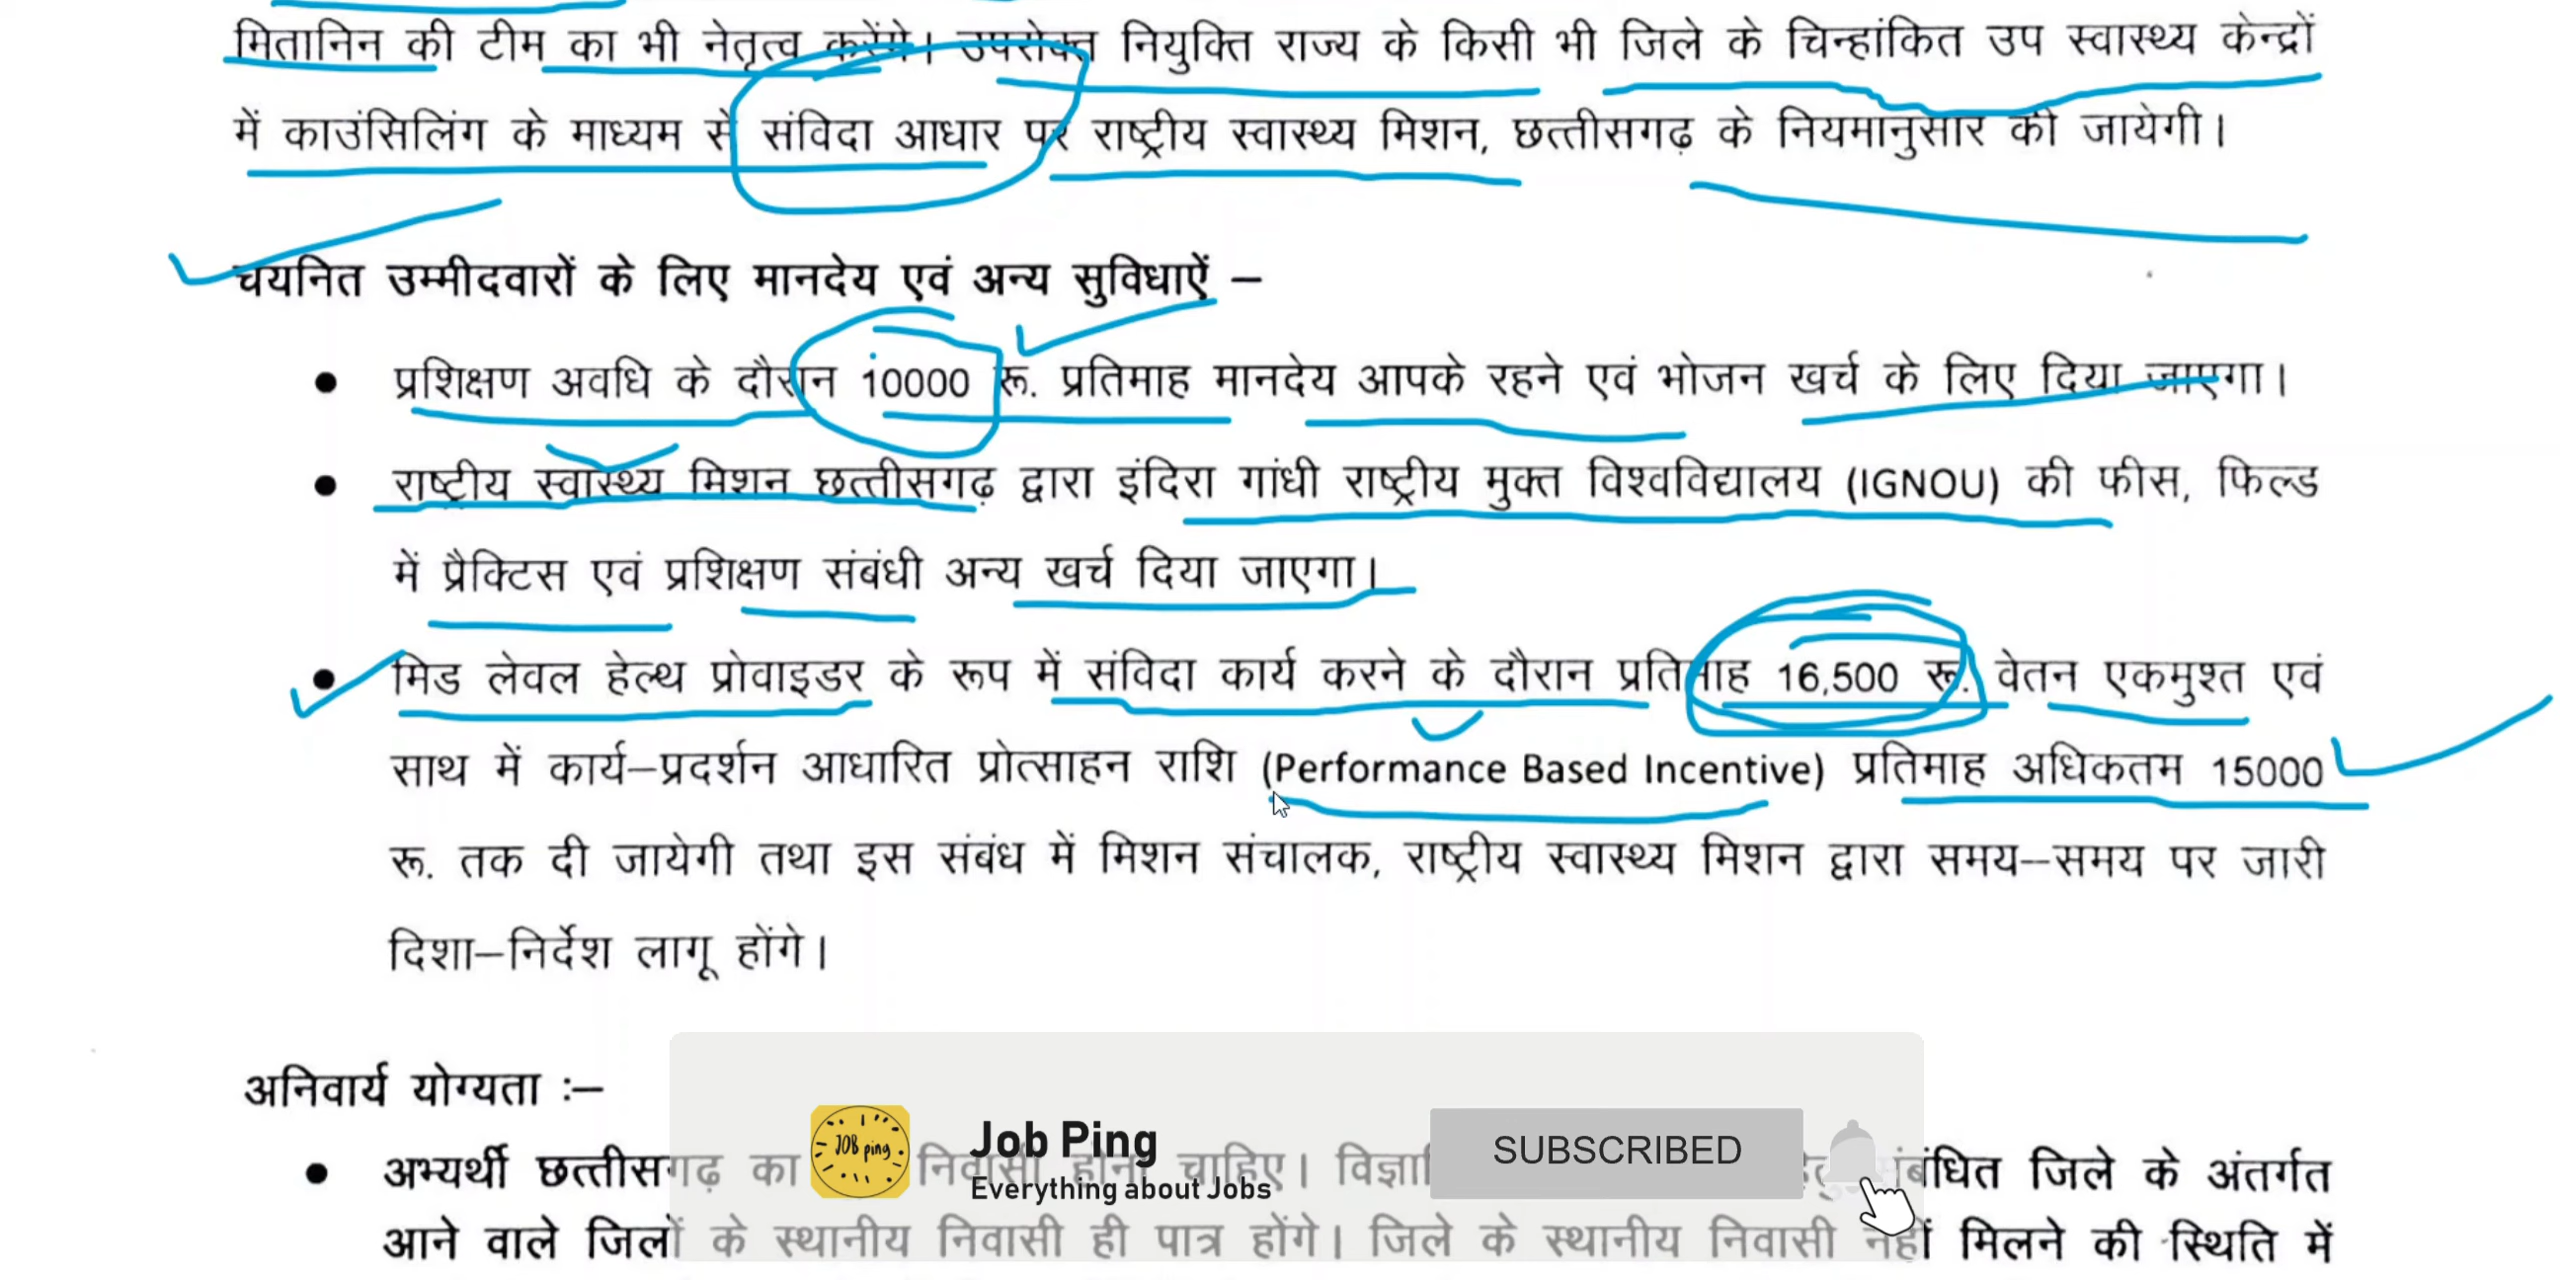 मितानिन की टीम का भी नेतृत्व करेंगे। उपरोक्त नियुक्ति राज्य के किसी भी जिले के चिन्हांकित उप स्वास्थ्य केन्द्रों
में काउंसिलिंग के माध्यम से संविदा आधार पर राष्ट्रीय स्वास्थ्य मिशन, छत्तीसगढ़ के नियमानुसार की जायेगी।
चयनित उम्मीदवारों के लिए मानदेय एवं अन्य सुविधाऐं –
● प्रशिक्षण अवधि के दौरान 10000 रू. प्रतिमाह मानदेय आपके रहने एवं भोजन खर्च के लिए दिया जाएगा।
● राष्ट्रीय स्वास्थ्य मिशन छत्तीसगढ़ द्वारा इंदिरा गांधी राष्ट्रीय मुक्त विश्वविद्यालय (IGNOU) की फीस, फिल्ड
में प्रैक्टिस एवं प्रशिक्षण संबंधी अन्य खर्च दिया जाएगा।
● मिड लेवल हेल्थ प्रोवाइडर के रूप में संविदा कार्य करने के दौरान प्रतिमाह 16,500 रू. वेतन एकमुश्त एवं
साथ में कार्य–प्रदर्शन आधारित प्रोत्साहन राशि (Performance Based Incentive) प्रतिमाह अधिकतम 15000
रू. तक दी जायेगी तथा इस संबंध में मिशन संचालक, राष्ट्रीय स्वास्थ्य मिशन द्वारा समय–समय पर जारी
दिशा–निर्देश लागू होंगे।
अनिवार्य योग्यता :–
● अभ्यर्थी छत्तीसगढ़ का निवासी होना चाहिए। संबंधित जिले के अंतर्गत
JOB ping
Job Ping
Everything about Jobs
SUBSCRIBED
आने वाले जिलों के स्थानीय निवासी ही पात्र होंगे। जिले के स्थानीय निवासी नहीं मिलने की स्थिति में